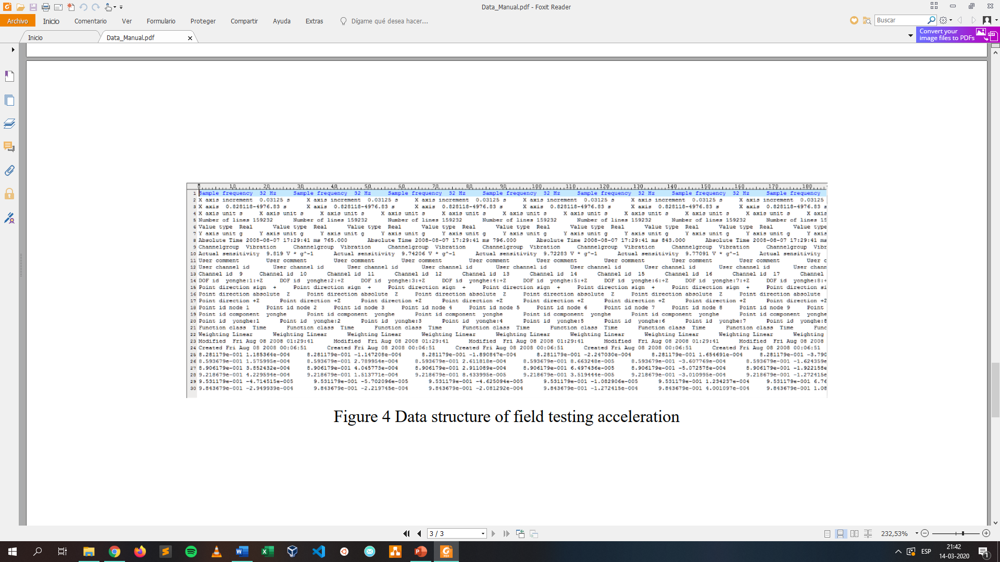 Data_Manual.pdf - Foxit Reader
Archivo Inicio Comentario Ver Formulario Proteger Compartir Ayuda Extras Dígame qué desea hacer... Buscar
Inicio Data_Manual.pdf
Convert your
image files to PDFs
0 10 20 30 40 50 60 70 80 90 100 110 120 130 140 150 160 170 180
1 Sample frequency 32 Hz Sample frequency 32 Hz Sample frequency 32 Hz Sample frequency 32 Hz Sample frequency 32 Hz Sample frequency 32 Hz Sample frequency
2 X axis increment 0.03125 s X axis increment 0.03125 s X axis increment 0.03125 s X axis increment 0.03125 s X axis increment 0.03125 s X axis increment 0.03125
3 X axis 0.828118-4976.83 s X axis 0.828118-4976.83 s X axis 0.828118-4976.83 s X axis 0.828118-4976.83 s X axis 0.828118-4976.83 s X axis 0.828118-4976.83 s
4 X axis unit s X axis unit s X axis unit s X axis unit s X axis unit s X axis unit s X axis unit s X axis unit s X axis unit s X axis unit s X axis
5 Number of lines 159232 Number of lines 159232 Number of lines 159232 Number of lines 159232 Number of lines 159232 Number of lines 159232 Number of lines 15
6 Value type Real Value type Real Value type Real Value type Real Value type Real Value type Real Value type Real Value type Real Value type
7 Y axis unit g Y axis unit g Y axis unit g Y axis unit g Y axis unit g Y axis unit g Y axis unit g Y axis unit g Y axis unit g Y axis unit g Y axis
8 Absolute Time 2008-08-07 17:29:41 ms 765.000 Absolute Time 2008-08-07 17:29:41 ms 796.000 Absolute Time 2008-08-07 17:29:41 ms 843.000 Absolute Time 2008-08-07 17:29:41 ms
9 Channelgroup Vibration Channelgroup Vibration Channelgroup Vibration Channelgroup Vibration Channelgroup Vibration Channelgroup Vibration Channelgroup Vibr
10 Actual sensitivity 9.819 V * g^-1 Actual sensitivity 9.74206 V * g^-1 Actual sensitivity 9.72283 V * g^-1 Actual sensitivity 9.77091 V * g^-1 Actual sensitivity
11 User comment User comment User comment User comment User comment User comment User comment User comment User comment User c
12 User channel id User channel id User channel id User channel id User channel id User channel id User channel id User channel id User chann
13 Channel id 9 Channel id 10 Channel id 11 Channel id 12 Channel id 13 Channel id 14 Channel id 15 Channel id 16 Channel id 17 Channel
14 DOF id yonghe:1:+Z DOF id yonghe:2:+Z DOF id yonghe:3:+Z DOF id yonghe:4:+Z DOF id yonghe:5:+Z DOF id yonghe:6:+Z DOF id yonghe:7:+Z DOF id yonghe:8:+
15 Point direction sign + Point direction sign + Point direction sign + Point direction sign + Point direction sign + Point direction sign + Point direction si
16 Point direction absolute Z Point direction absolute Z Point direction absolute Z Point direction absolute Z Point direction absolute Z Point direction absolute
17 Point direction +Z Point direction +Z Point direction +Z Point direction +Z Point direction +Z Point direction +Z Point direction +Z Point direction +Z
18 Point id node 1 Point id node 2 Point id node 3 Point id node 4 Point id node 5 Point id node 6 Point id node 7 Point id node 8 Point id node 9 Point
19 Point id component yonghe Point id component yonghe Point id component yonghe Point id component yonghe Point id component yonghe Point id component yonghe
20 Point id yonghe:1 Point id yonghe:2 Point id yonghe:3 Point id yonghe:4 Point id yonghe:5 Point id yonghe:6 Point id yonghe:7 Point id yonghe:8
21 Function class Time Function class Time Function class Time Function class Time Function class Time Function class Time Function class Time Func
22 Weighting Linear Weighting Linear Weighting Linear Weighting Linear Weighting Linear Weighting Linear Weighting Linear Weighting Linear Weighting
23 Modified Fri Aug 08 2008 01:29:41 Modified Fri Aug 08 2008 01:29:41 Modified Fri Aug 08 2008 01:29:41 Modified Fri Aug 08 2008 01:29:41 Modified Fri Aug 08 2008
24 Created Fri Aug 08 2008 00:06:51 Created Fri Aug 08 2008 00:06:51 Created Fri Aug 08 2008 00:06:51 Created Fri Aug 08 2008 00:06:51 Created Fri Aug 08 2008 00:06:51
25 8.281179e-001 1.185364e-004 8.281179e-001 -1.147208e-004 8.281179e-001 -1.890847e-004 8.281179e-001 -2.247030e-004 8.281179e-001 1.654691e-004 8.281179e-001 -3.790
26 8.593679e-001 1.575995e-004 8.593679e-001 2.789954e-004 8.593679e-001 2.611818e-004 8.593679e-001 8.663248e-005 8.593679e-001 -3.607769e-004 8.593679e-001 -1.624359e
27 8.906179e-001 3.852432e-004 8.906179e-001 4.045773e-004 8.906179e-001 2.911089e-004 8.906179e-001 6.497436e-005 8.906179e-001 -5.072578e-004 8.906179e-001 -1.922158e
28 9.218679e-001 4.229594e-004 9.218679e-001 1.513771e-004 9.218679e-001 8.433995e-005 9.218679e-001 3.519444e-005 9.218679e-001 -3.010995e-004 9.218679e-001 -1.272415e
29 9.531179e-001 -4.714515e-005 9.531179e-001 -5.702096e-005 9.531179e-001 -4.625094e-005 9.531179e-001 -1.082906e-005 9.531179e-001 1.234237e-004 9.531179e-001 6.76
30 9.843679e-001 -2.949939e-004 9.843679e-001 -2.219745e-004 9.843679e-001 -2.081292e-004 9.843679e-001 -1.272415e-004 9.843679e-001 4.001097e-004 9.843679e-001 1.08
Figure 4 Data structure of field testing acceleration
3 / 3
232,53%
ESP
21:42
14-03-2020
1